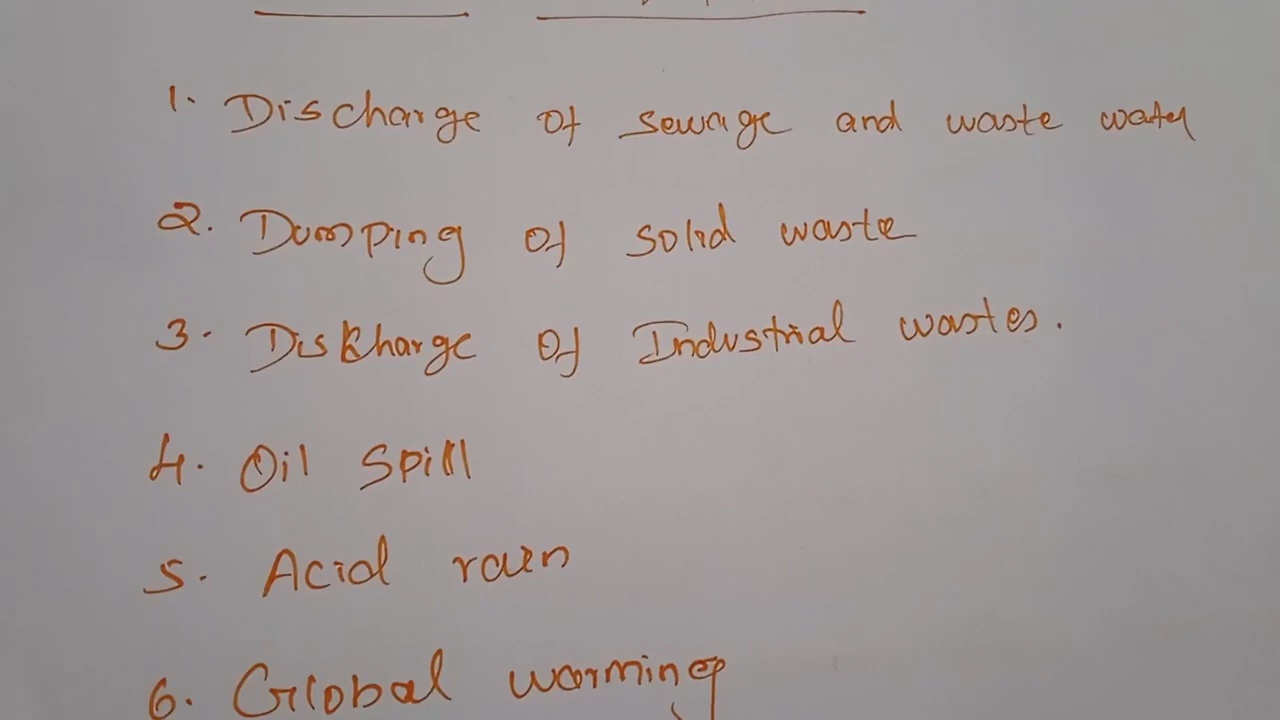 1. Discharge of sewage and waste water
2. Dumping of solid waste
3. Discharge of Industrial wastes.
4. Oil spill
5. Acid rain
6. Global warming